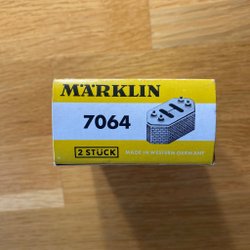 MÄRKLIN
7064
2 STÜCK
MADE IN WESTERN GERMANY